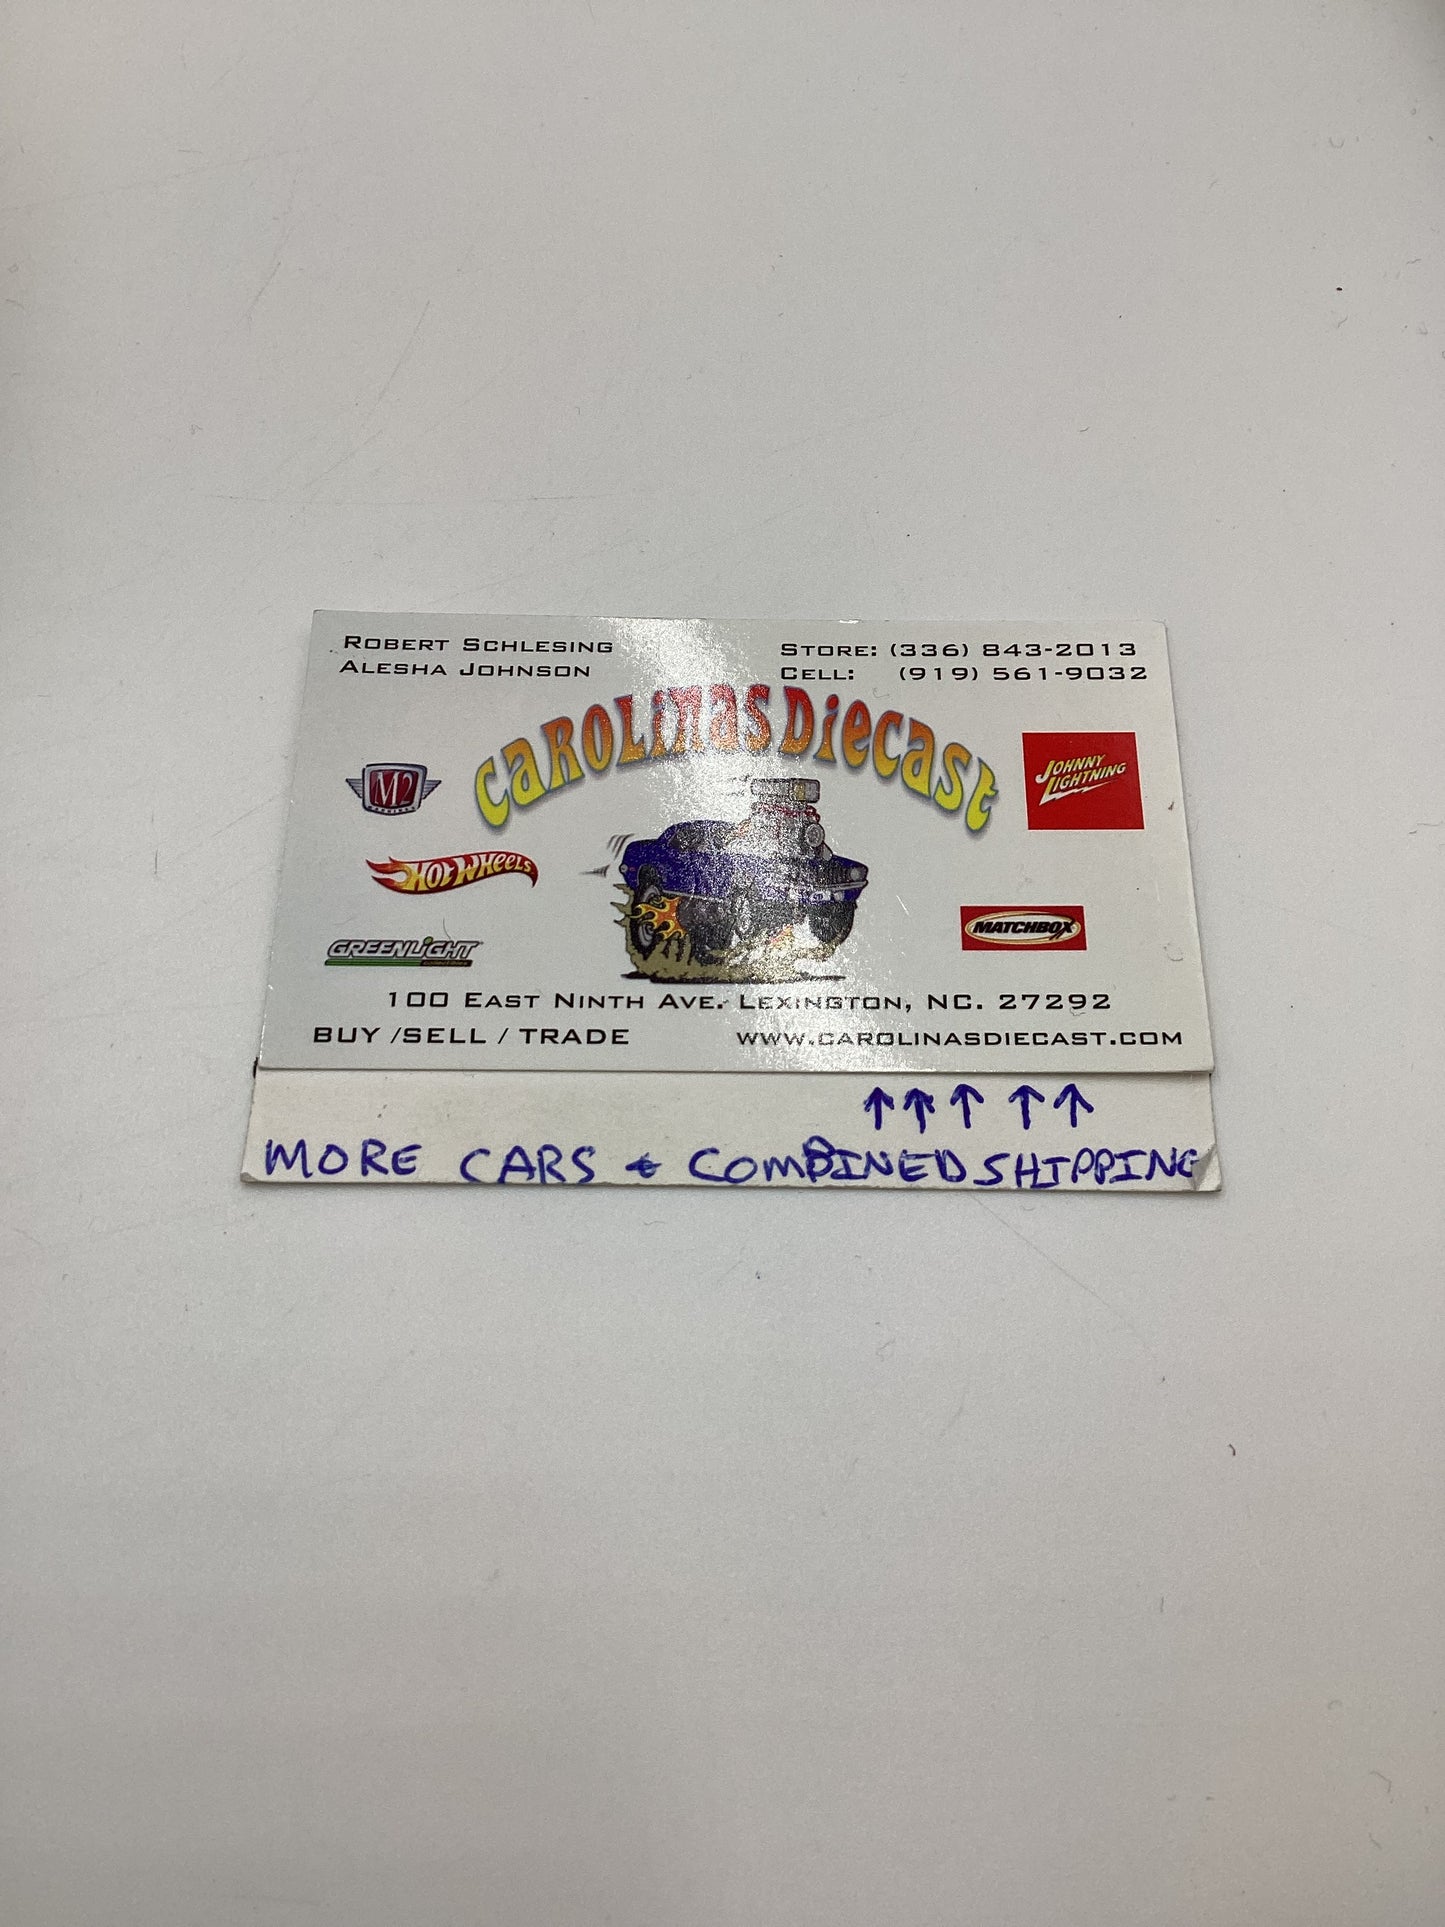 ROBERT SCHLESING
ALESHA JOHNSON
STORE: (336) 843-2013
CELL: (919) 561-9032
CAROLINAS DIECAST
M2
MACHINES
JOHNNY LIGHTNING
HOT WHEELS
MATCHBOX
GREENLIGHT
100 EAST NINTH AVE. LEXINGTON, NC. 27292
BUY /SELL / TRADE
WWW.CAROLINASDIECAST.COM
↑↑↑ ↑↑
MORE CARS & COMBINED SHIPPING